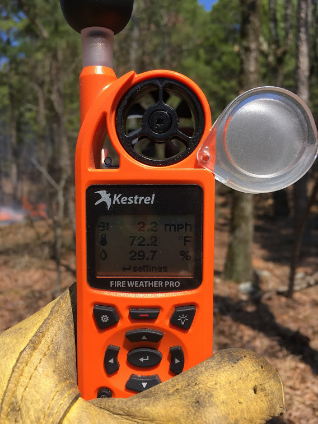 Kestrel
2.2 mph
72.2 F
29.7 %
settings
FIRE WEATHER PRO